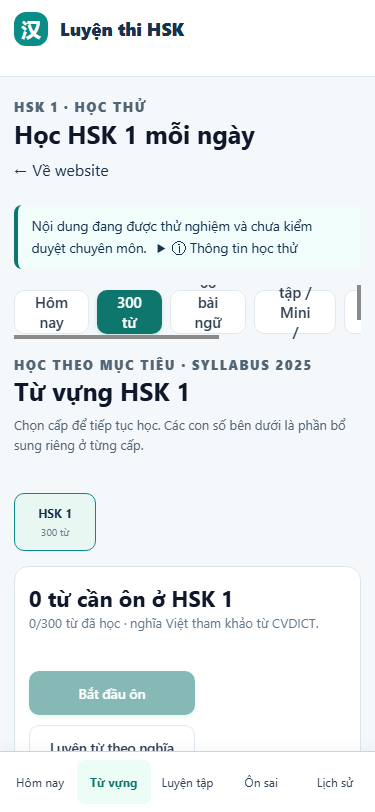 汉 Luyện thi HSK
HSK 1 · HỌC THỬ
Học HSK 1 mỗi ngày
← Về website
Nội dung đang được thử nghiệm và chưa kiểm
duyệt chuyên môn. ▶ ⓘ Thông tin học thử
Hôm
nay
300
từ
bài
ngữ
tập /
Mini
/
HỌC THEO MỤC TIÊU · SYLLABUS 2025
Từ vựng HSK 1
Chọn cấp để tiếp tục học. Các con số bên dưới là phần bổ
sung riêng ở từng cấp.
HSK 1
300 từ
0 từ cần ôn ở HSK 1
0/300 từ đã học · nghĩa Việt tham khảo từ CVDICT.
Bắt đầu ôn
Luyện từ theo nghĩa
Hôm nay
Từ vựng
Luyện tập
Ôn sai
Lịch sử